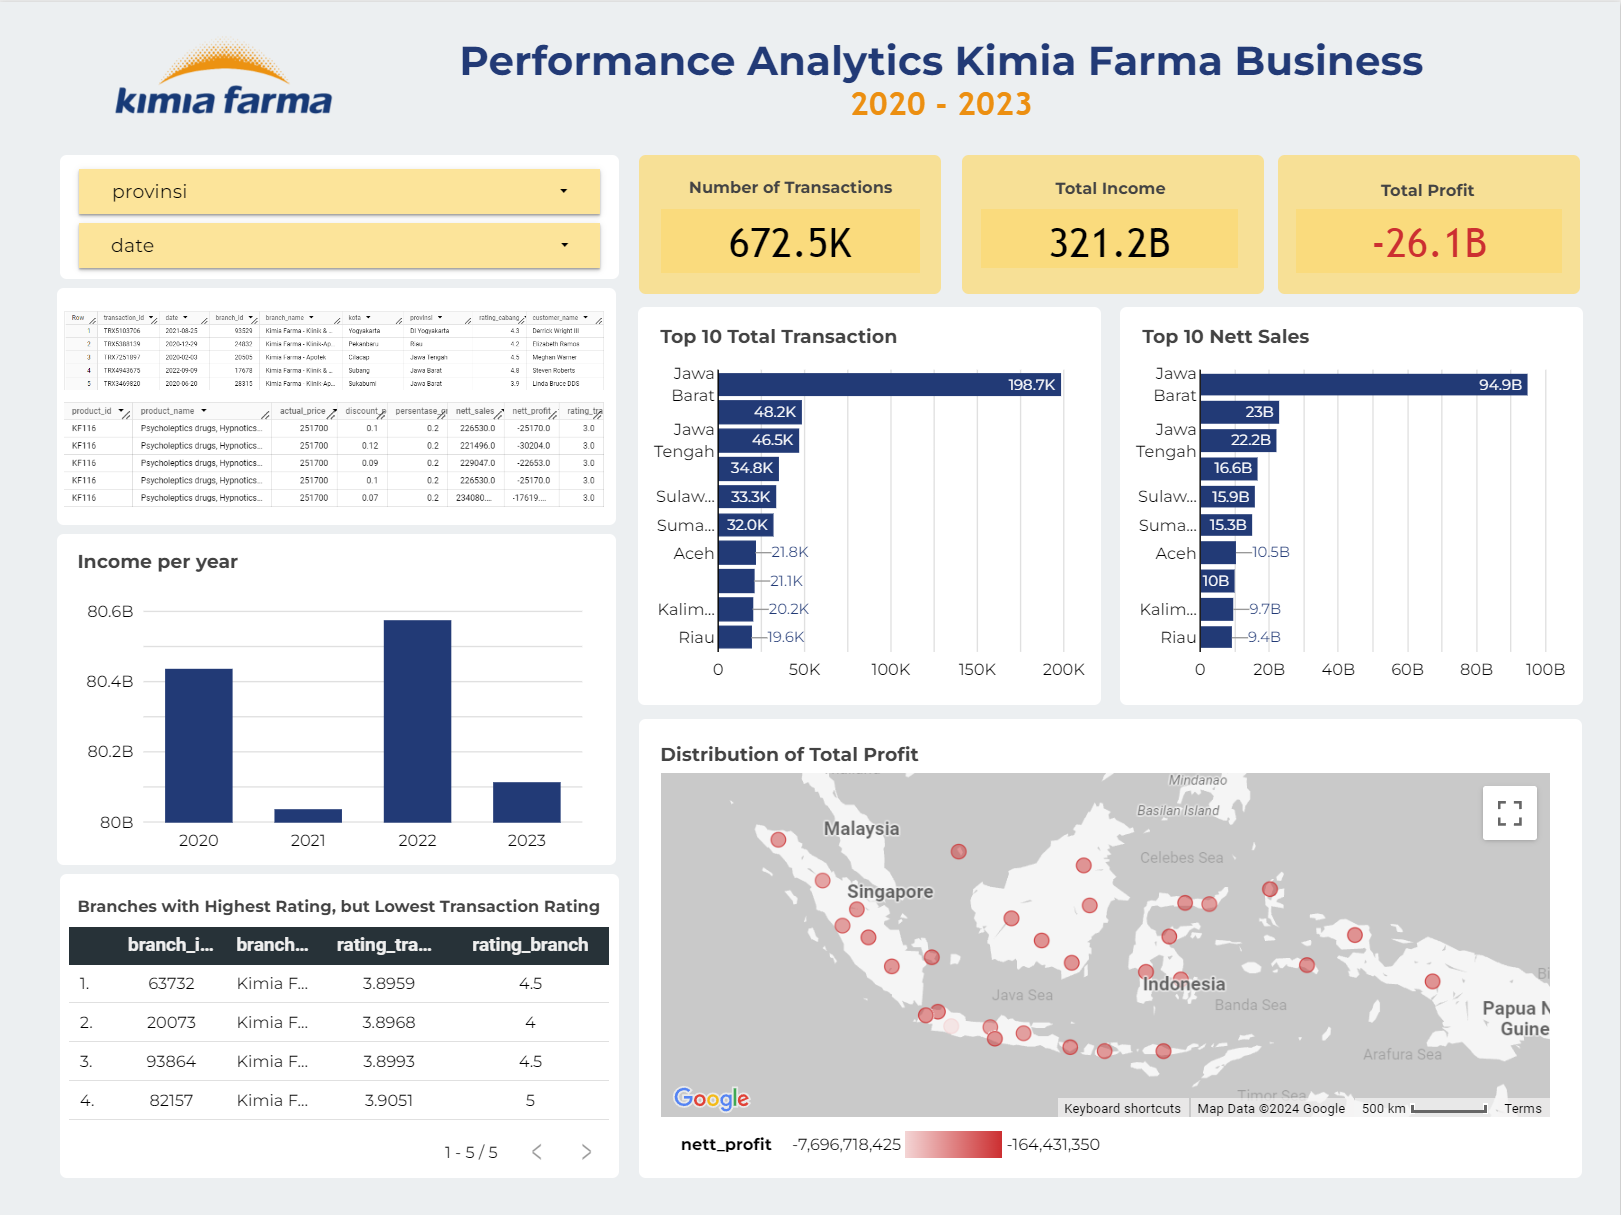 kimia farma
Performance Analytics Kimia Farma Business
2020 - 2023
provinsi
date
Number of Transactions
672.5K
Total Income
321.2B
Total Profit
-26.1B
Row transaction_id date branch_id branch_name kota provinsi rating_cabang customer_name
1 TRX5103706 2021-08-25 93529 Kimia Farma - Klinik & ... Yogyakarta DI Yogyakarta 4.3 Derrick Wright III
2 TRX5388139 2020-12-29 24832 Kimia Farma - Klinik-Ap... Pekanbaru Riau 4.2 Elizabeth Ramos
3 TRX7251897 2020-02-03 20505 Kimia Farma - Apotek Cilacap Jawa Tengah 4.5 Meghan Warner
4 TRX4943675 2022-09-09 17678 Kimia Farma - Klinik & ... Subang Jawa Barat 4.8 Steven Roberts
5 TRX3469820 2020-06-20 28315 Kimia Farma - Klinik Ap... Sukabumi Jawa Barat 3.9 Linda Bruce DDS
product_id product_name actual_price discount_p persentase_g nett_sales nett_profit rating_tra
KF116 Psycholeptics drugs, Hypnotics... 251700 0.1 0.2 226530.0 -25170.0 3.0
KF116 Psycholeptics drugs, Hypnotics... 251700 0.12 0.2 221496.0 -30204.0 3.0
KF116 Psycholeptics drugs, Hypnotics... 251700 0.09 0.2 229047.0 -22653.0 3.0
KF116 Psycholeptics drugs, Hypnotics... 251700 0.1 0.2 226530.0 -25170.0 3.0
KF116 Psycholeptics drugs, Hypnotics... 251700 0.07 0.2 234080.... -17619.... 3.0
Income per year
80.6B
80.4B
80.2B
80B
2020 2021 2022 2023
Branches with Highest Rating, but Lowest Transaction Rating
branch_i... branch... rating_tra... rating_branch
1. 63732 Kimia F... 3.8959 4.5
2. 20073 Kimia F... 3.8968 4
3. 93864 Kimia F... 3.8993 4.5
4. 82157 Kimia F... 3.9051 5
1 - 5 / 5
Top 10 Total Transaction
Jawa
Barat 198.7K
48.2K
Jawa
Tengah 46.5K
34.8K
Sulaw... 33.3K
Suma... 32.0K
Aceh 21.8K
21.1K
Kalim... 20.2K
Riau 19.6K
0 50K 100K 150K 200K
Top 10 Nett Sales
Jawa
Barat 94.9B
23B
Jawa
Tengah 22.2B
16.6B
Sulaw... 15.9B
Suma... 15.3B
Aceh 10.5B
10B
Kalim... 9.7B
Riau 9.4B
0 20B 40B 60B 80B 100B
Distribution of Total Profit
Mindanao
Basilan Island
Malaysia
Celebes Sea
Singapore
Indonesia
Java Sea
Banda Sea
Papua N
Guine
Arafura Sea
Timor Sea
Google
Keyboard shortcuts Map Data ©2024 Google 500 km Terms
nett_profit -7,696,718,425 -164,431,350